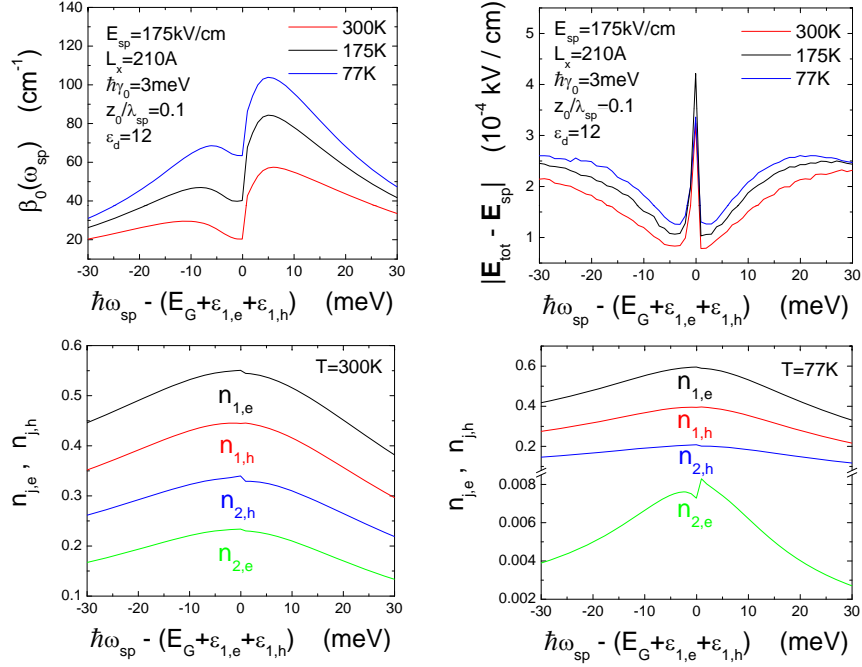 140
120
100
80
60
40
20
β₀(ω_sp) (cm⁻¹)
E_sp=175kV/cm
L_x=210A
ħγ₀=3meV
z₀/λ_sp=0.1
ε_d=12
300K
175K
77K
-30 -20 -10 0 10 20 30
ħω_sp - (E_G+ε_1,e+ε_1,h) (meV)
5
4
3
2
1
|E_tot - E_sp| (10⁻⁴ kV / cm)
E_sp=175kV/cm
L_x=210A
ħγ₀=3meV
z₀/λ_sp=0.1
ε_d=12
300K
175K
77K
-30 -20 -10 0 10 20 30
ħω_sp - (E_G+ε_1,e+ε_1,h) (meV)
0.6
0.5
0.4
0.3
0.2
0.1
n_j,e , n_j,h
T=300K
n_1,e
n_1,h
n_2,h
n_2,e
-30 -20 -10 0 10 20 30
ħω_sp - (E_G+ε_1,e+ε_1,h) (meV)
0.6
0.4
0.2
0.008
0.006
0.004
0.002
n_j,e , n_j,h
T=77K
n_1,e
n_1,h
n_2,h
n_2,e
-30 -20 -10 0 10 20 30
ħω_sp - (E_G+ε_1,e+ε_1,h) (meV)